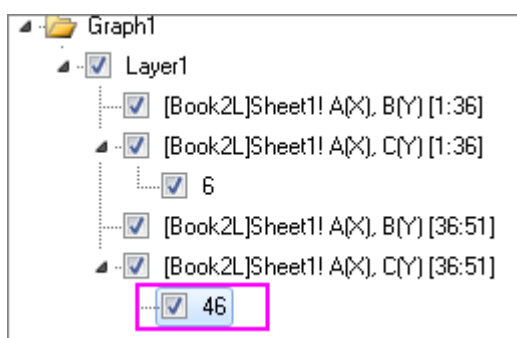 Graph1
Layer1
[Book2L]Sheet1! A(X), B(Y) [1:36]
[Book2L]Sheet1! A(X), C(Y) [1:36]
6
[Book2L]Sheet1! A(X), B(Y) [36:51]
[Book2L]Sheet1! A(X), C(Y) [36:51]
46